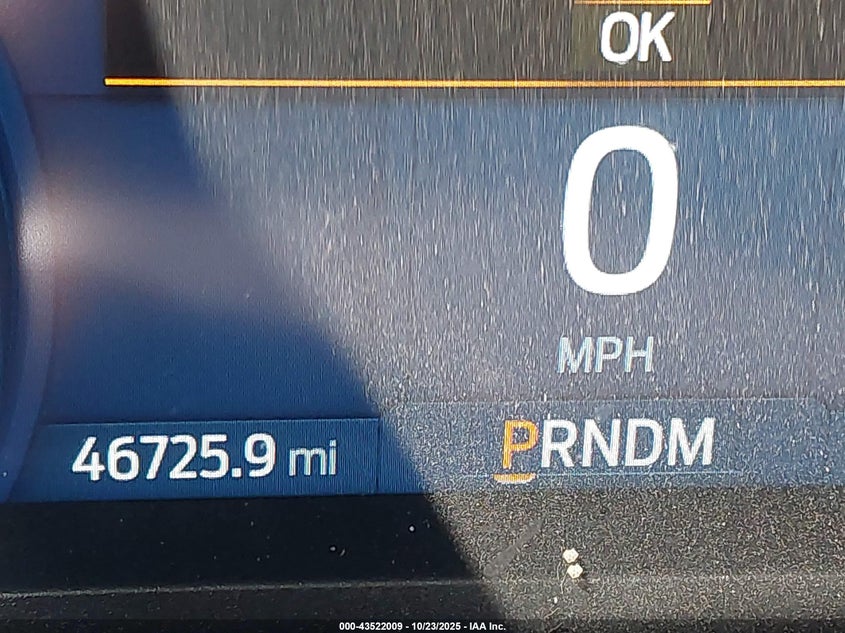 OK
0
MPH
46725.9 mi
PRNDM
000-43522009 - 10/23/2025 - IAA Inc.